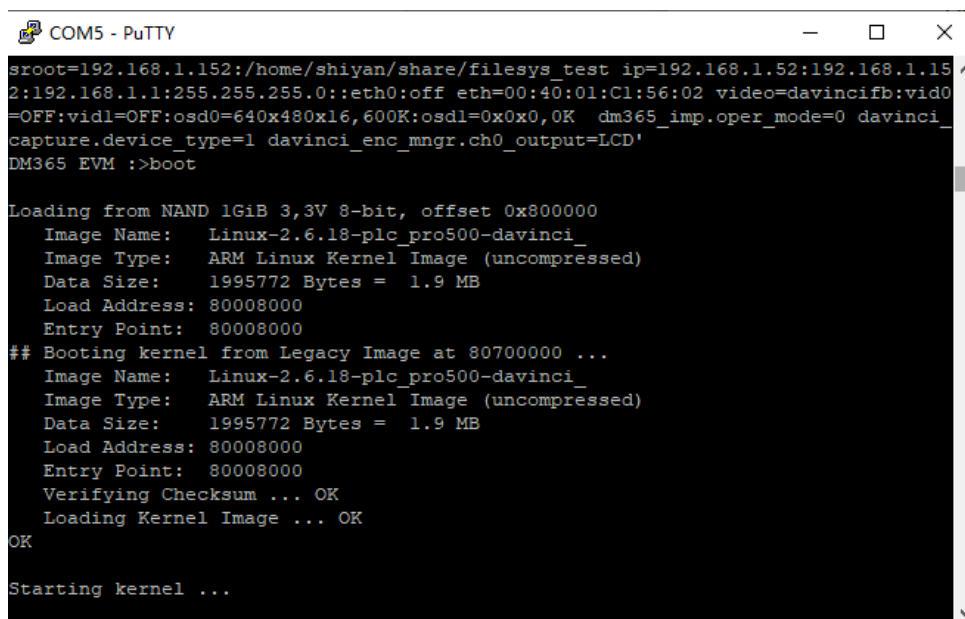 COM5 - PuTTY
sroot=192.168.1.152:/home/shiyan/share/filesys_test ip=192.168.1.52:192.168.1.15
2:192.168.1.1:255.255.255.0::eth0:off eth=00:40:01:C1:56:02 video=davincifb:vid0
=OFF:vid1=OFF:osd0=640x480x16,600K:osd1=0x0x0,0K  dm365_imp.oper_mode=0 davinci_
capture.device_type=1 davinci_enc_mngr.ch0_output=LCD'
DM365 EVM :>boot
Loading from NAND 1GiB 3,3V 8-bit, offset 0x800000
   Image Name:   Linux-2.6.18-plc_pro500-davinci_
   Image Type:   ARM Linux Kernel Image (uncompressed)
   Data Size:    1995772 Bytes =  1.9 MB
   Load Address: 80008000
   Entry Point:  80008000
## Booting kernel from Legacy Image at 80700000 ...
   Image Name:   Linux-2.6.18-plc_pro500-davinci_
   Image Type:   ARM Linux Kernel Image (uncompressed)
   Data Size:    1995772 Bytes =  1.9 MB
   Load Address: 80008000
   Entry Point:  80008000
   Verifying Checksum ... OK
   Loading Kernel Image ... OK
OK
Starting kernel ...